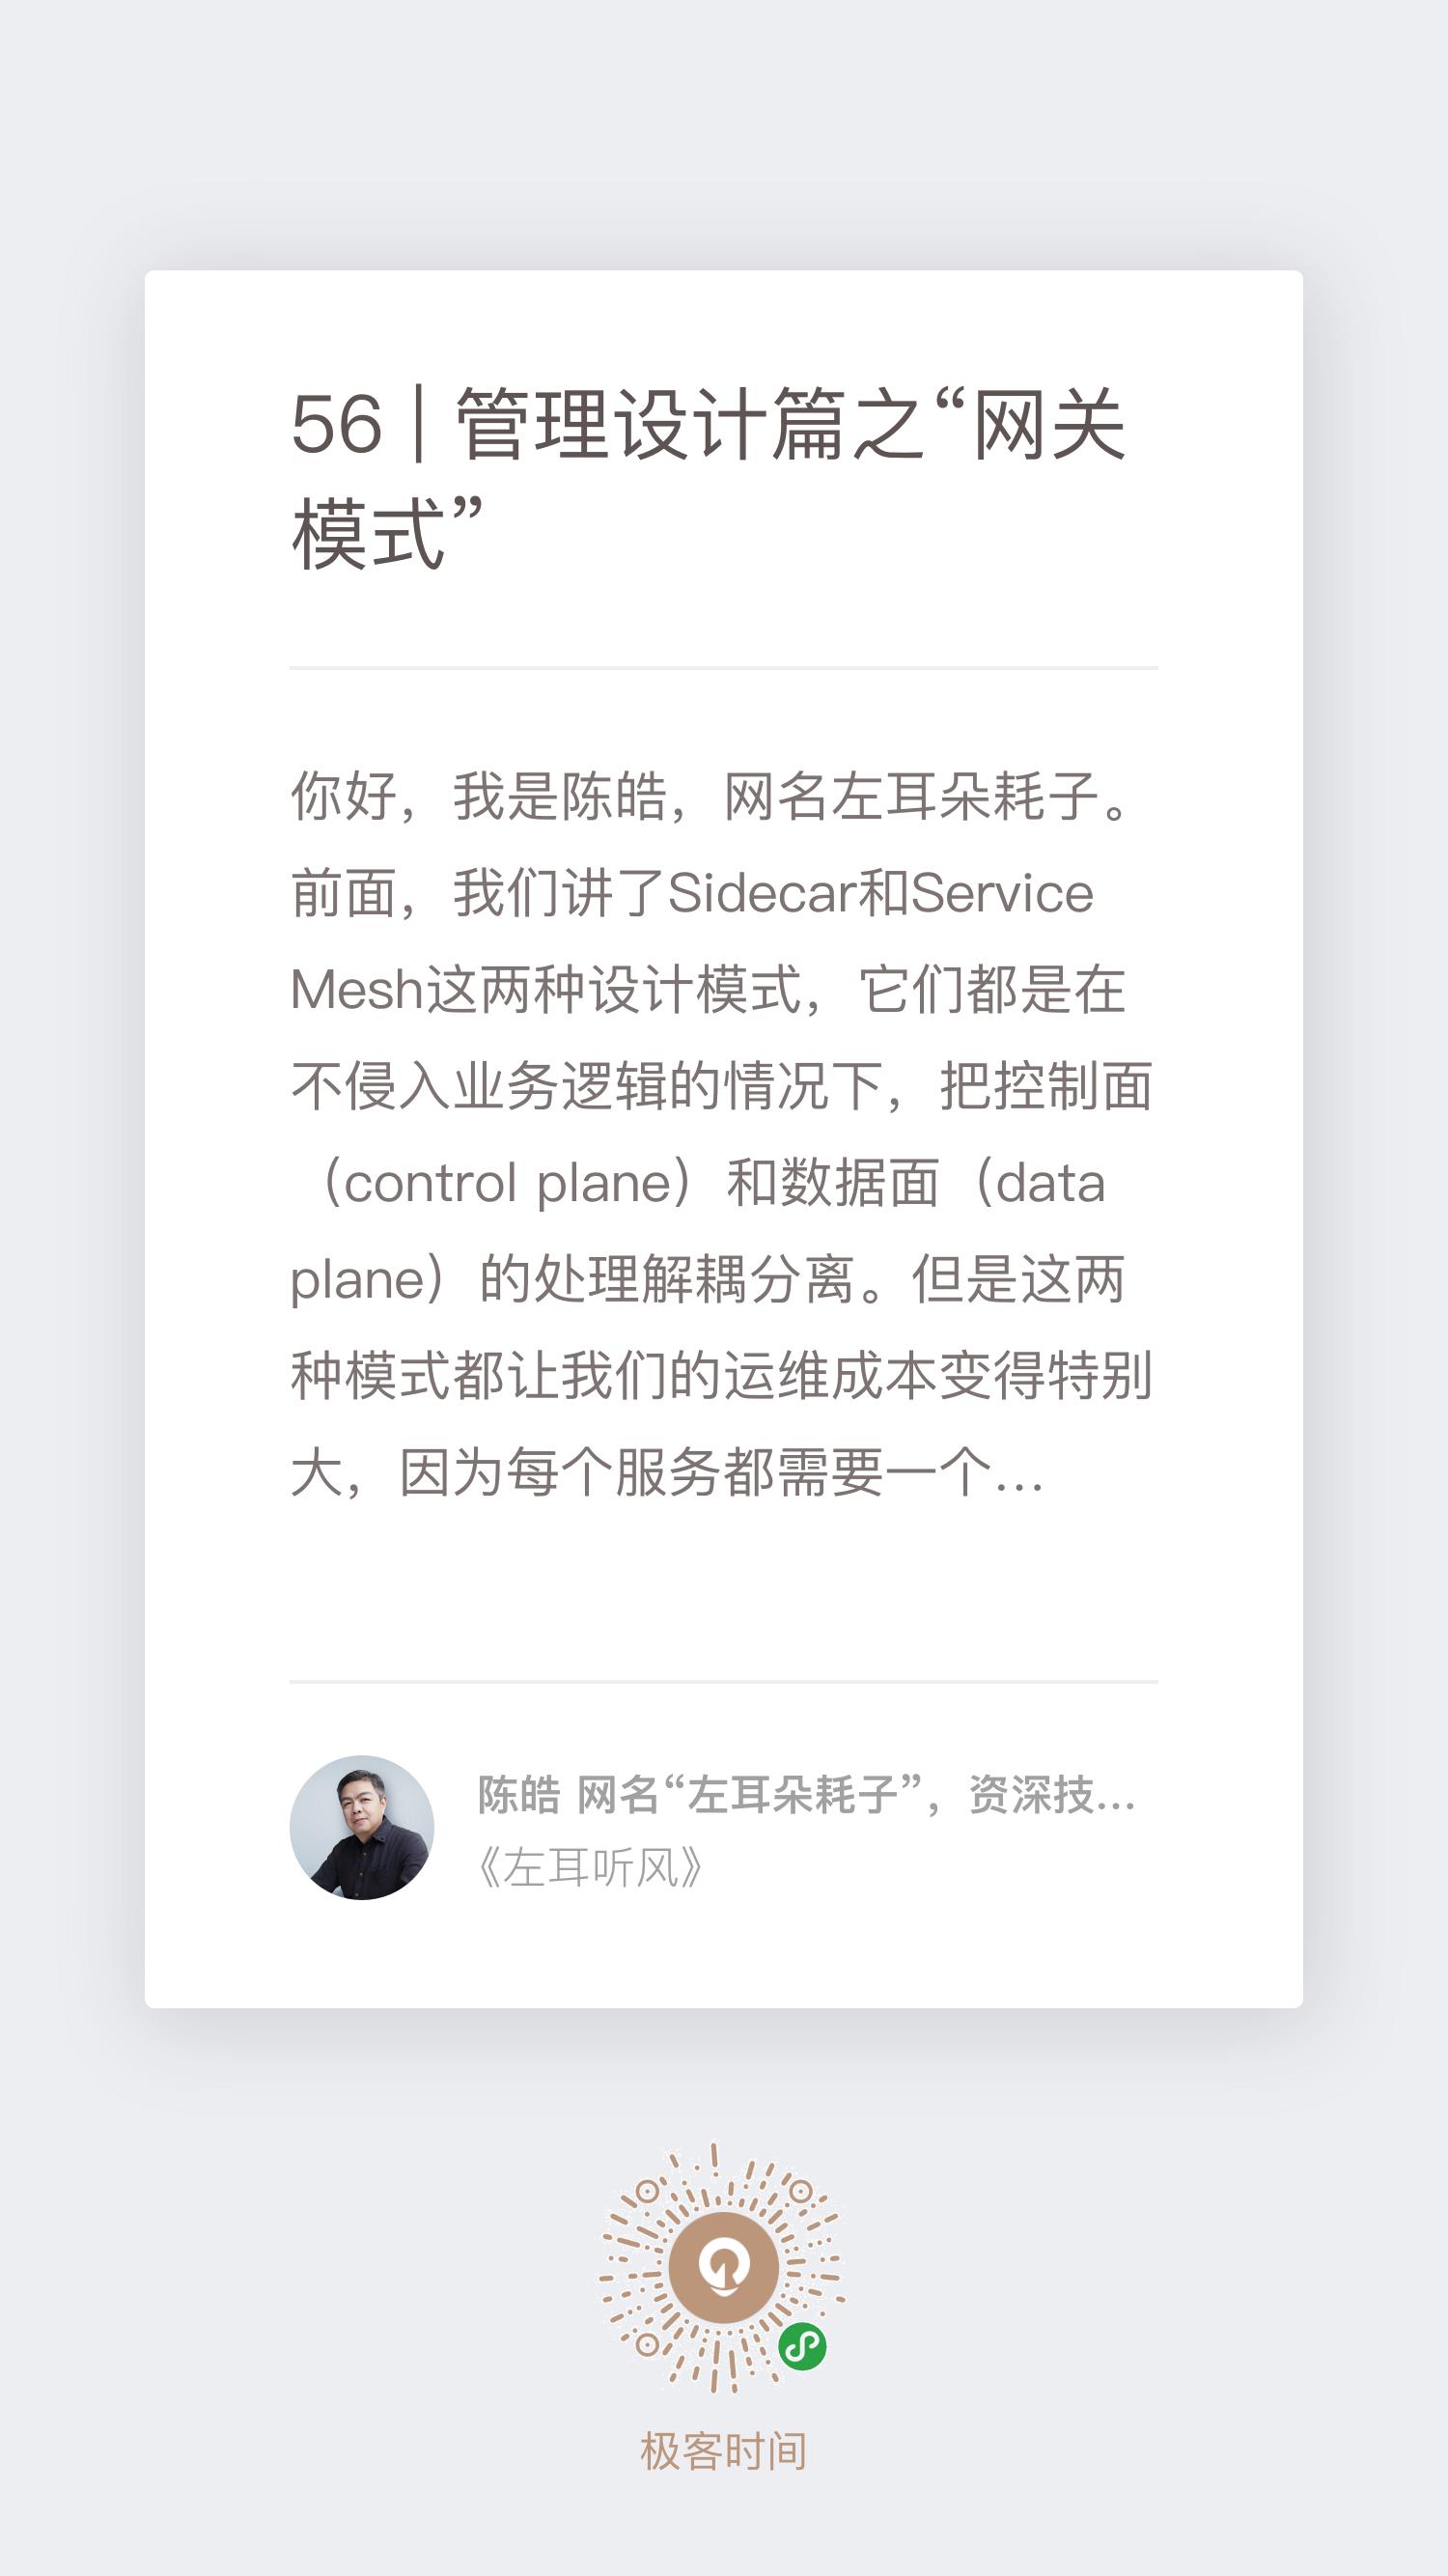 56 | 管理设计篇之“网关
模式”
你好，我是陈皓，网名左耳朵耗子。
前面，我们讲了Sidecar和Service
Mesh这两种设计模式，它们都是在
不侵入业务逻辑的情况下，把控制面
（control plane）和数据面（data
plane）的处理解耦分离。但是这两
种模式都让我们的运维成本变得特别
大，因为每个服务都需要一个…
陈皓 网名“左耳朵耗子”，资深技...
《左耳听风》
极客时间